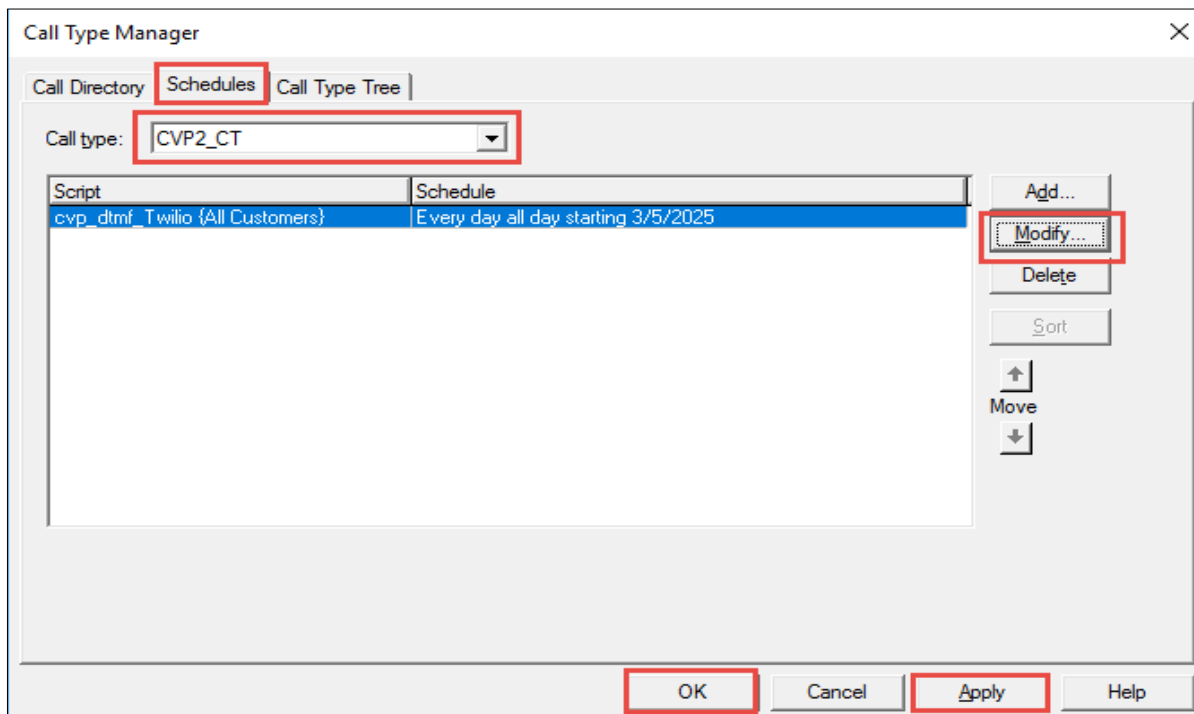 Call Type Manager
Call Directory Schedules Call Type Tree
Call type: CVP2_CT
Script Schedule Add...
cvp_dtmf_Twilio {All Customers} Every day all day starting 3/5/2025
Modify...
Delete
Sort
Move
OK Cancel Apply Help